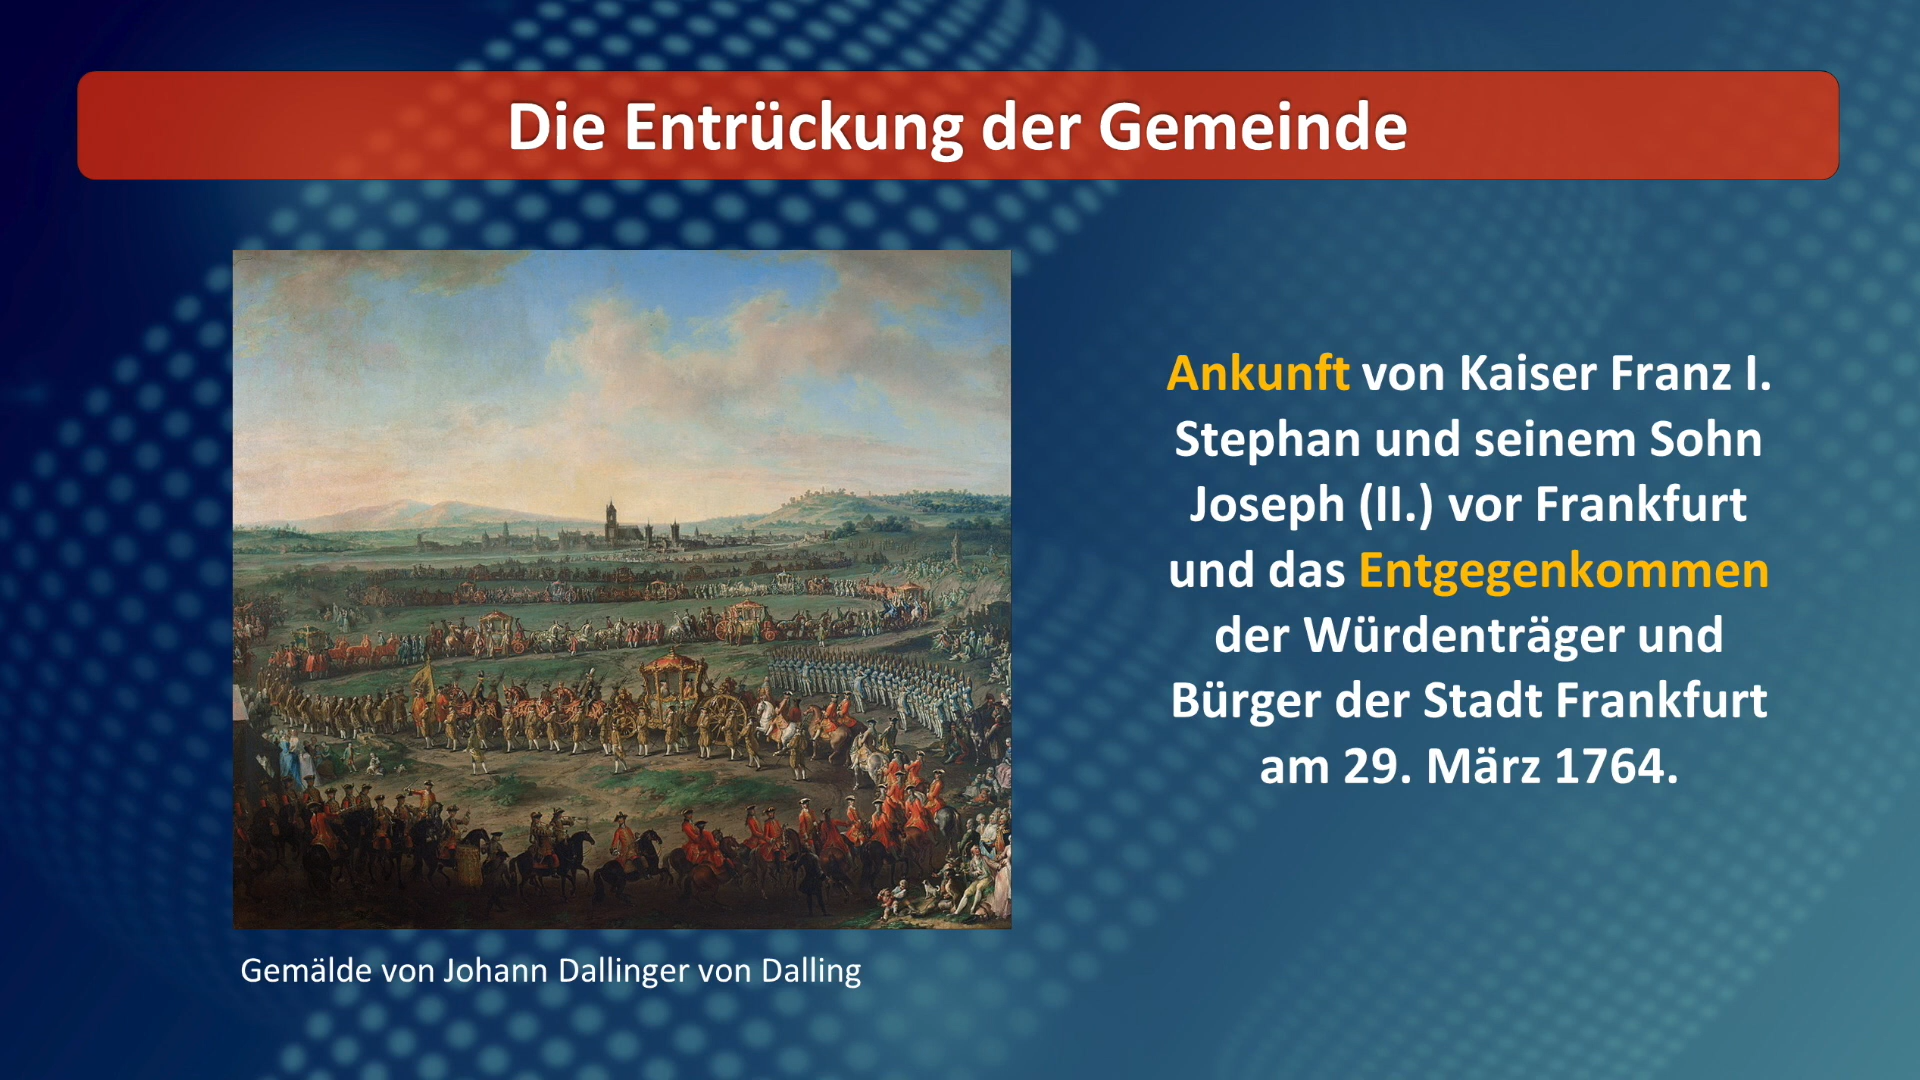 Die Entrückung der Gemeinde
Ankunft von Kaiser Franz I.
Stephan und seinem Sohn
Joseph (II.) vor Frankfurt
und das Entgegenkommen
der Würdenträger und
Bürger der Stadt Frankfurt
am 29. März 1764.
Gemälde von Johann Dallinger von Dalling